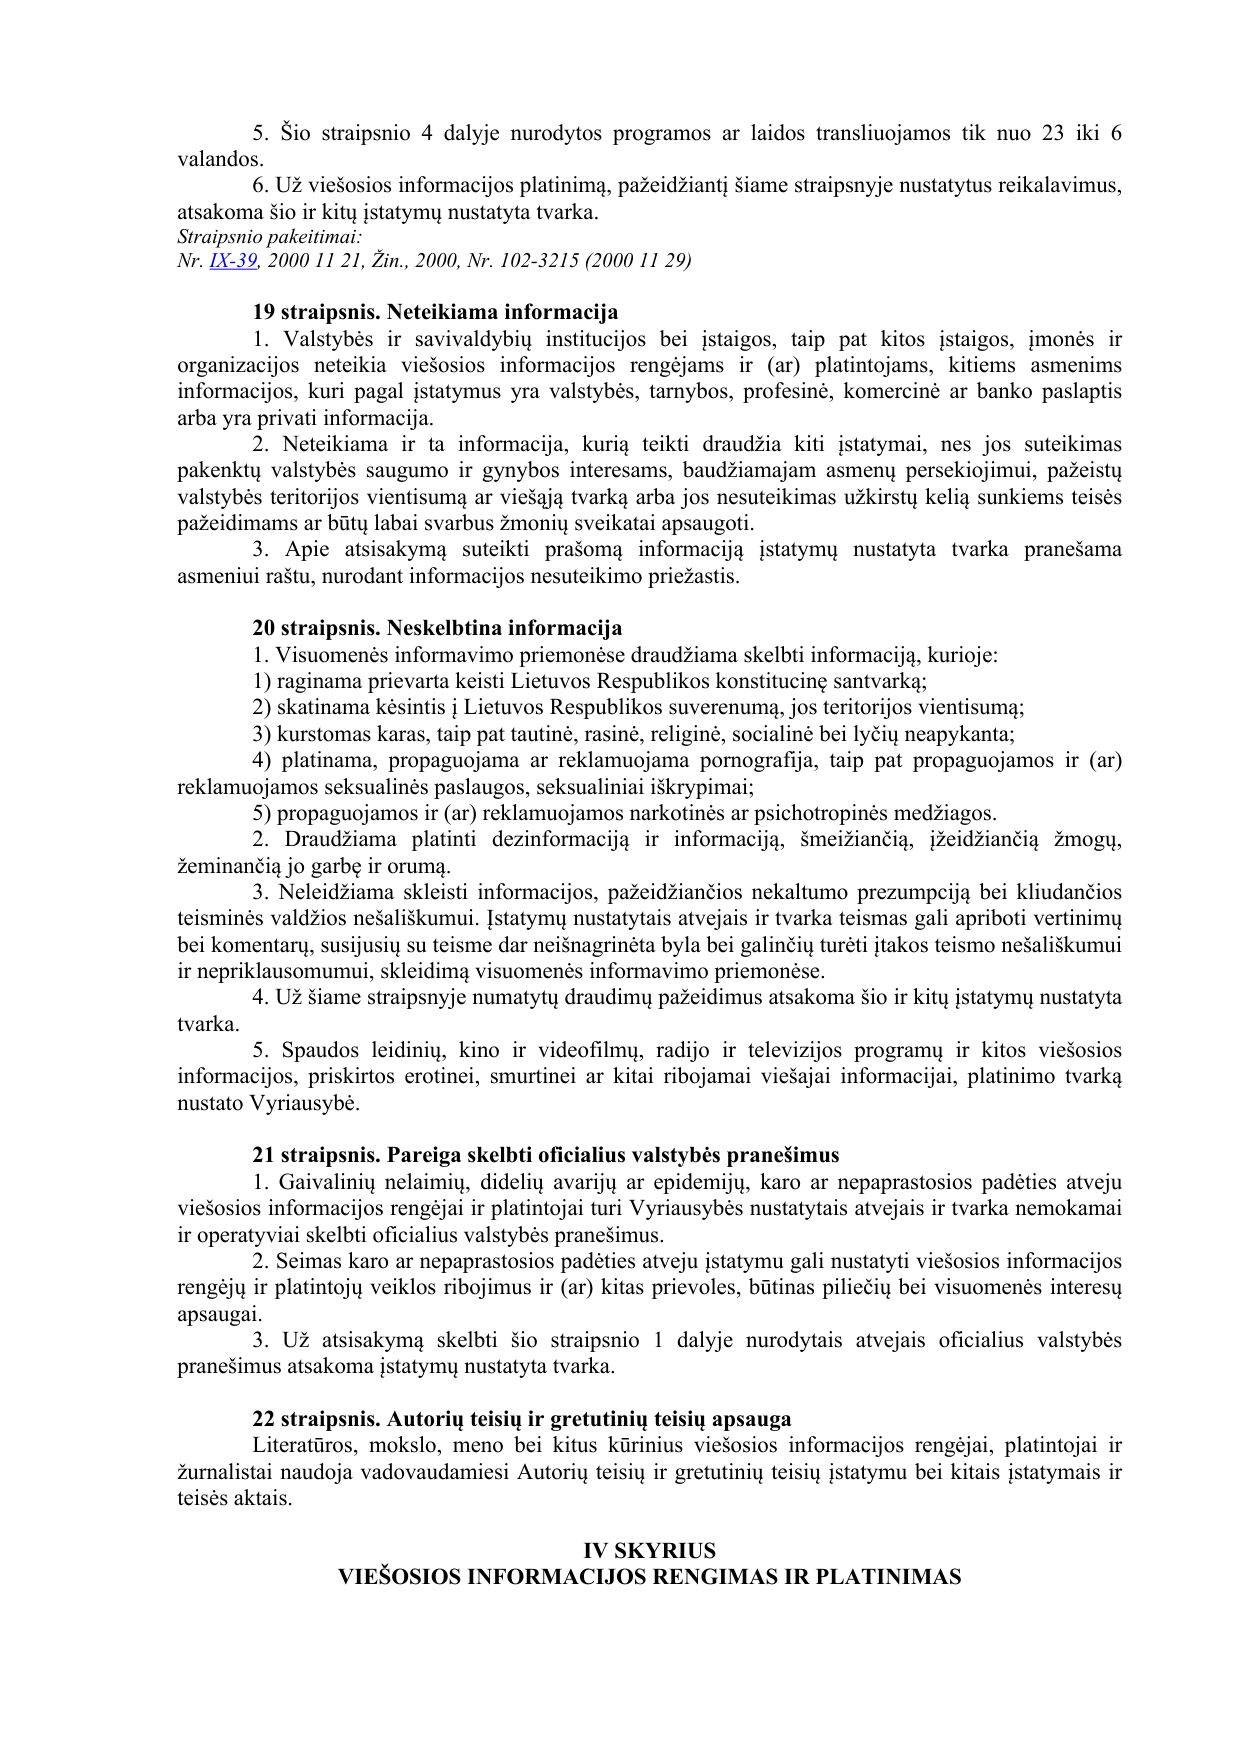 5. Šio straipsnio 4 dalyje nurodytos programos ar laidos transliuojamos tik nuo 23 iki 6
valandos.
6. Už viešosios informacijos platinimą, pažeidžiantį šiame straipsnyje nustatytus reikalavimus,
atsakoma šio ir kitų įstatymų nustatyta tvarka.
Straipsnio pakeitimai:
Nr. IX-39, 2000 11 21, Žin., 2000, Nr. 102-3215 (2000 11 29)
19 straipsnis. Neteikiama informacija
1. Valstybės ir savivaldybių institucijos bei įstaigos, taip pat kitos įstaigos, įmonės ir
organizacijos neteikia viešosios informacijos rengėjams ir (ar) platintojams, kitiems asmenims
informacijos, kuri pagal įstatymus yra valstybės, tarnybos, profesinė, komercinė ar banko paslaptis
arba yra privati informacija.
2. Neteikiama ir ta informacija, kurią teikti draudžia kiti įstatymai, nes jos suteikimas
pakenktų valstybės saugumo ir gynybos interesams, baudžiamajam asmenų persekiojimui, pažeistų
valstybės teritorijos vientisumą ar viešąją tvarką arba jos nesuteikimas užkirstų kelią sunkiems teisės
pažeidimams ar būtų labai svarbus žmonių sveikatai apsaugoti.
3. Apie atsisakymą suteikti prašomą informaciją įstatymų nustatyta tvarka pranešama
asmeniui raštu, nurodant informacijos nesuteikimo priežastis.
20 straipsnis. Neskelbtina informacija
1. Visuomenės informavimo priemonėse draudžiama skelbti informaciją, kurioje:
1) raginama prievarta keisti Lietuvos Respublikos konstitucinę santvarką;
2) skatinama kėsintis į Lietuvos Respublikos suverenumą, jos teritorijos vientisumą;
3) kurstomas karas, taip pat tautinė, rasinė, religinė, socialinė bei lyčių neapykanta;
4) platinama, propaguojama ar reklamuojama pornografija, taip pat propaguojamos ir (ar)
reklamuojamos seksualinės paslaugos, seksualiniai iškrypimai;
5) propaguojamos ir (ar) reklamuojamos narkotinės ar psichotropinės medžiagos.
2. Draudžiama platinti dezinformaciją ir informaciją, šmeižiančią, įžeidžiančią žmogų,
žeminančią jo garbę ir orumą.
3. Neleidžiama skleisti informacijos, pažeidžiančios nekaltumo prezumpciją bei kliudančios
teisminės valdžios nešališkumui. Įstatymų nustatytais atvejais ir tvarka teismas gali apriboti vertinimų
bei komentarų, susijusių su teisme dar neišnagrinėta byla bei galinčių turėti įtakos teismo nešališkumui
ir nepriklausomumui, skleidimą visuomenės informavimo priemonėse.
4. Už šiame straipsnyje numatytų draudimų pažeidimus atsakoma šio ir kitų įstatymų nustatyta
tvarka.
5. Spaudos leidinių, kino ir videofilmų, radijo ir televizijos programų ir kitos viešosios
informacijos, priskirtos erotinei, smurtinei ar kitai ribojamai viešajai informacijai, platinimo tvarką
nustato Vyriausybė.
21 straipsnis. Pareiga skelbti oficialius valstybės pranešimus
1. Gaivalinių nelaimių, didelių avarijų ar epidemijų, karo ar nepaprastosios padėties atveju
viešosios informacijos rengėjai ir platintojai turi Vyriausybės nustatytais atvejais ir tvarka nemokamai
ir operatyviai skelbti oficialius valstybės pranešimus.
2. Seimas karo ar nepaprastosios padėties atveju įstatymu gali nustatyti viešosios informacijos
rengėjų ir platintojų veiklos ribojimus ir (ar) kitas prievoles, būtinas piliečių bei visuomenės interesų
apsaugai.
3. Už atsisakymą skelbti šio straipsnio 1 dalyje nurodytais atvejais oficialius valstybės
pranešimus atsakoma įstatymų nustatyta tvarka.
22 straipsnis. Autorių teisių ir gretutinių teisių apsauga
Literatūros, mokslo, meno bei kitus kūrinius viešosios informacijos rengėjai, platintojai ir
žurnalistai naudoja vadovaudamiesi Autorių teisių ir gretutinių teisių įstatymu bei kitais įstatymais ir
teisės aktais.
IV SKYRIUS
VIEŠOSIOS INFORMACIJOS RENGIMAS IR PLATINIMAS